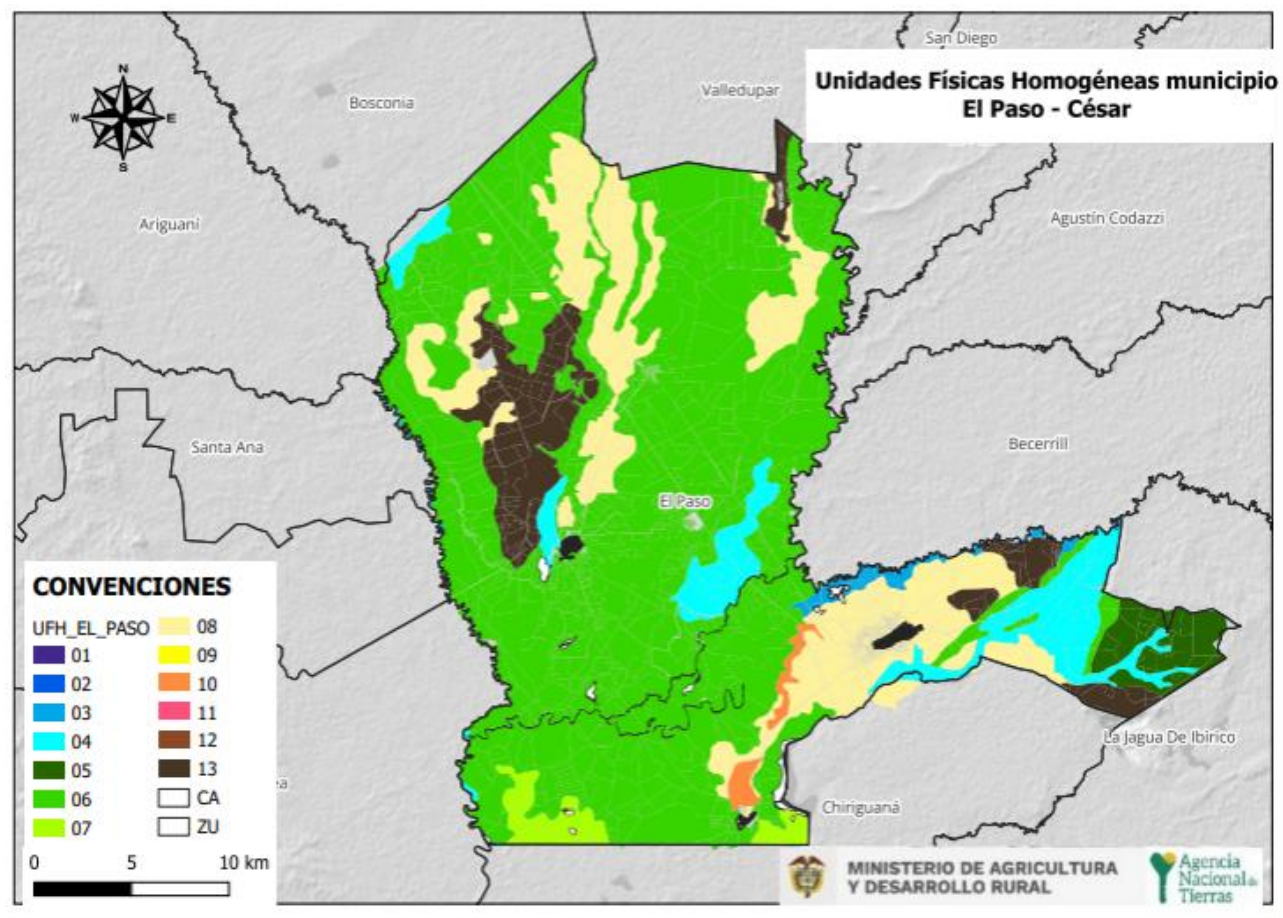 San Diego
Unidades Físicas Homogéneas municipio
El Paso - César
Valledupar
Bosconia
N
W
E
S
Ariguaní
Agustín Codazzi
Santa Ana
Becerrill
El Paso
CONVENCIONES
UFH_EL_PASO
01
02
03
04
05
06
07
08
09
10
11
12
13
CA
ZU
La Jagua De Ibirico
Chiriguaná
0 5 10 km
MINISTERIO DE AGRICULTURA
Y DESARROLLO RURAL
Agencia
Nacional de
Tierras